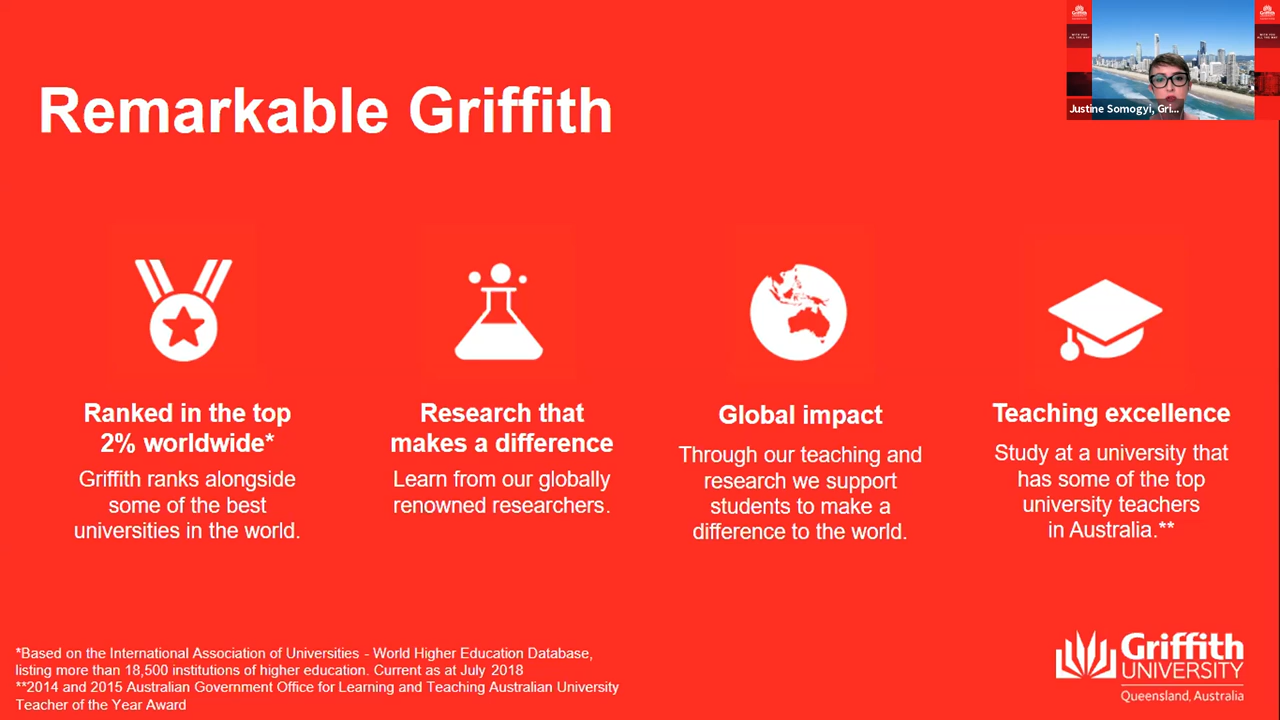 Remarkable Griffith
Justine Somogyi, Gri...
Ranked in the top
2% worldwide*
Griffith ranks alongside
some of the best
universities in the world.
Research that
makes a difference
Learn from our globally
renowned researchers.
Global impact
Through our teaching and
research we support
students to make a
difference to the world.
Teaching excellence
Study at a university that
has some of the top
university teachers
in Australia.**
*Based on the International Association of Universities - World Higher Education Database,
listing more than 18,500 institutions of higher education. Current as at July 2018
**2014 and 2015 Australian Government Office for Learning and Teaching Australian University
Teacher of the Year Award
Griffith
UNIVERSITY
Queensland, Australia